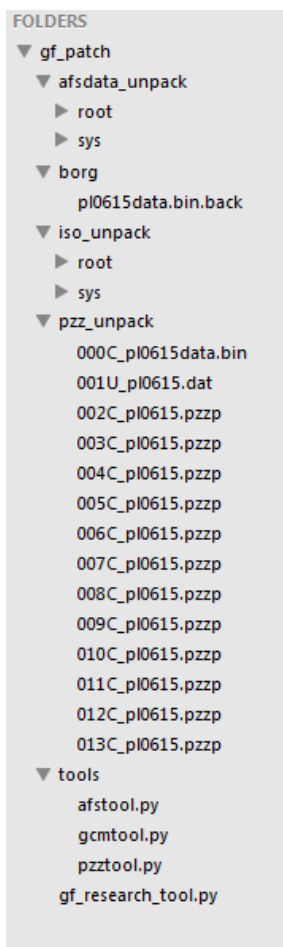 FOLDERS
gf_patch
afsdata_unpack
root
sys
borg
pl0615data.bin.back
iso_unpack
root
sys
pzz_unpack
000C_pl0615data.bin
001U_pl0615.dat
002C_pl0615.pzzp
003C_pl0615.pzzp
004C_pl0615.pzzp
005C_pl0615.pzzp
006C_pl0615.pzzp
007C_pl0615.pzzp
008C_pl0615.pzzp
009C_pl0615.pzzp
010C_pl0615.pzzp
011C_pl0615.pzzp
012C_pl0615.pzzp
013C_pl0615.pzzp
tools
afstool.py
gcmtool.py
pzztool.py
gf_research_tool.py